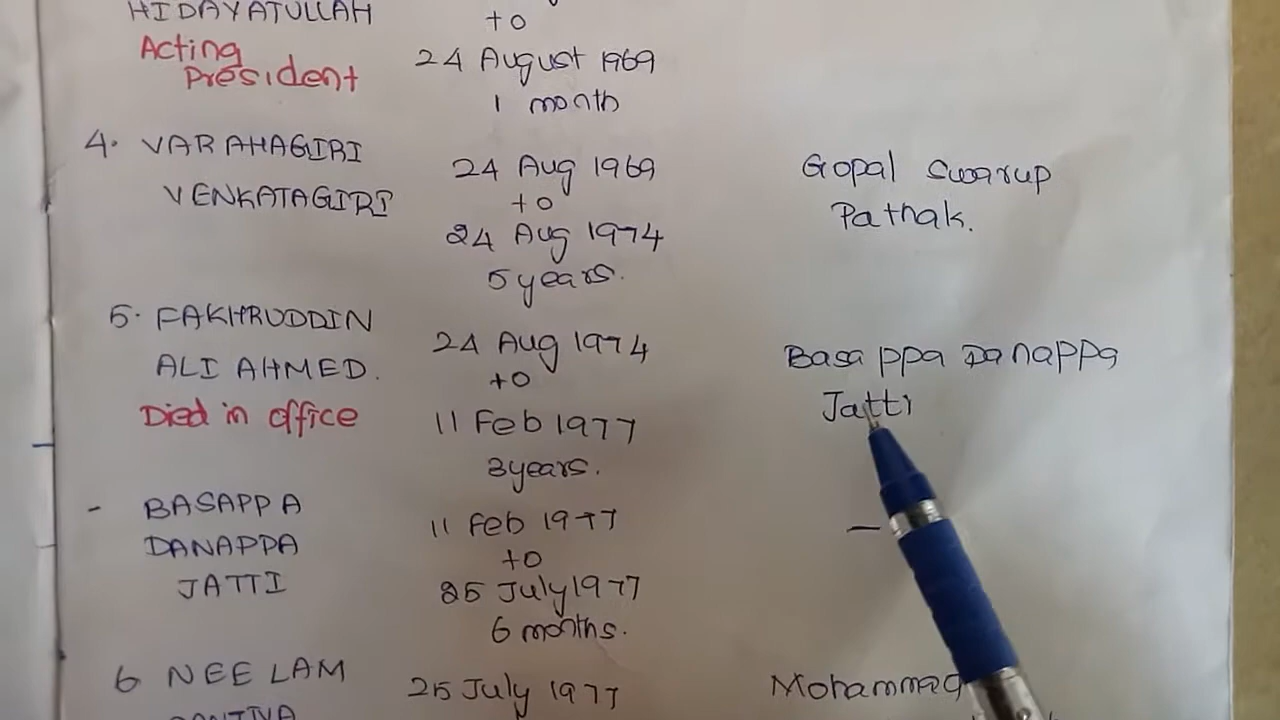 HIDAYATULLAH
to
Acting
President
24 August 1969
1 month
4. VARAHAGIRI
VENKATAGIRI
24 Aug 1969
to
24 Aug 1974
5 years.
Gopal Swarup
Pathak.
5. FAKHRUDDIN
ALI AHMED.
Died in office
24 Aug 1974
to
11 Feb 1977
3 years.
Basappa Danappa
Jatti
- BASAPPA
DANAPPA
JATTI
11 Feb 1977
to
25 July 1977
6 months.
—
6 NEELAM
25 July 1977
Mohammad